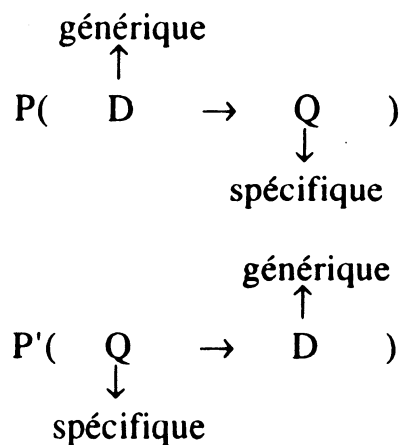 générique
↑
P( D → Q )
↓
spécifique
générique
↑
P'( Q → D )
↓
spécifique